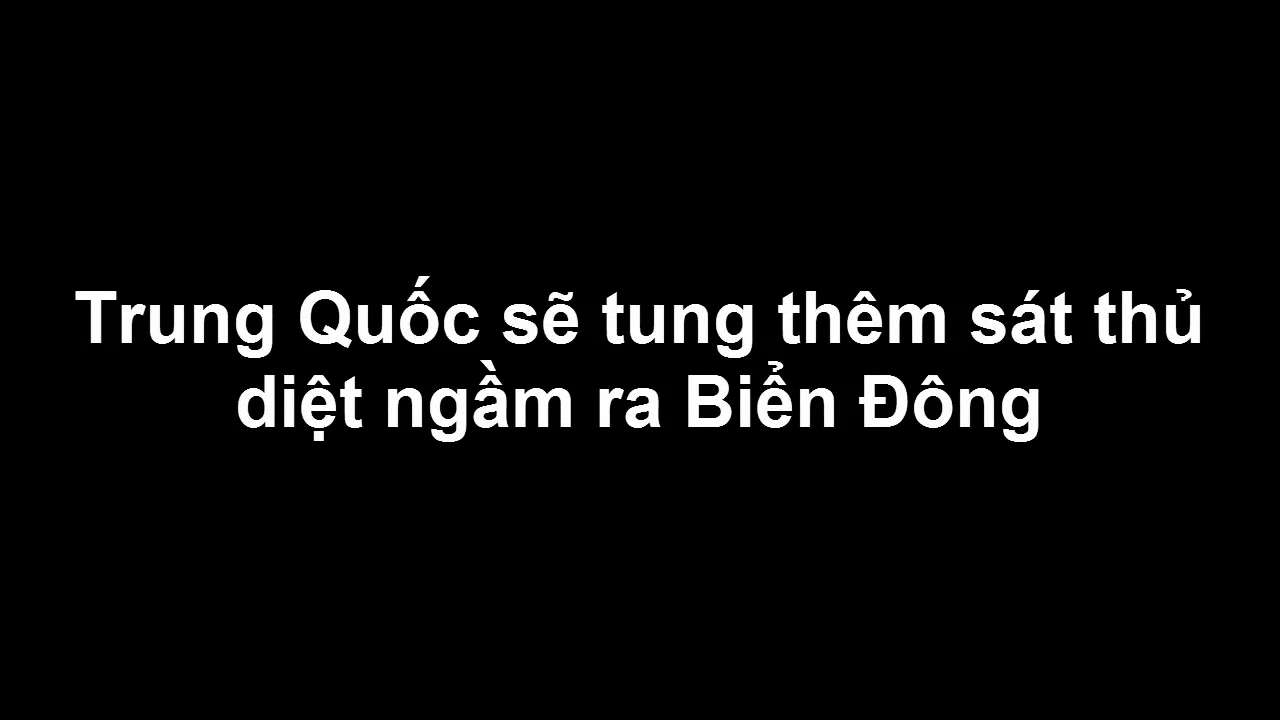 Trung Quốc sẽ tung thêm sát thủ
diệt ngầm ra Biển Đông